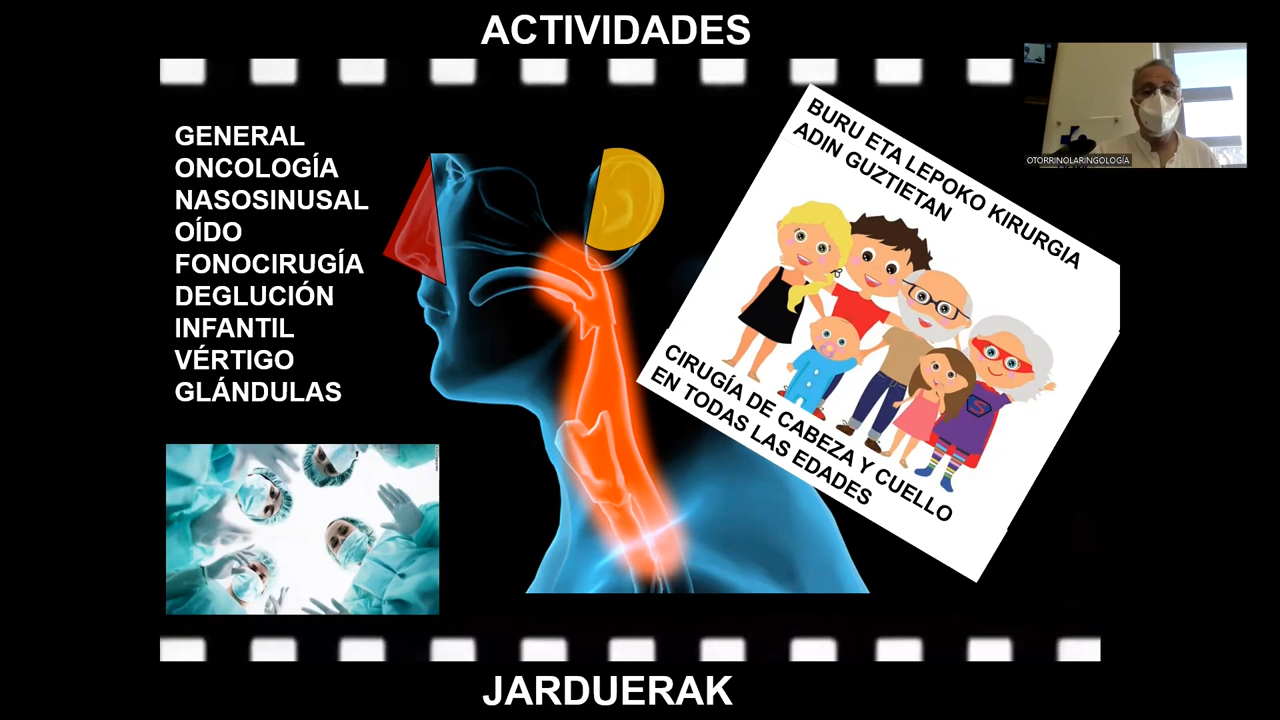 ACTIVIDADES
GENERAL
ONCOLOGÍA
NASOSINUSAL
OÍDO
FONOCIRUGÍA
DEGLUCIÓN
INFANTIL
VÉRTIGO
GLÁNDULAS
BURU ETA LEPOKO KIRURGIA
ADIN GUZTIETAN
CIRUGÍA DE CABEZA Y CUELLO
EN TODAS LAS EDADES
OTORRINOLARINGOLOGÍA
JARDUERAK